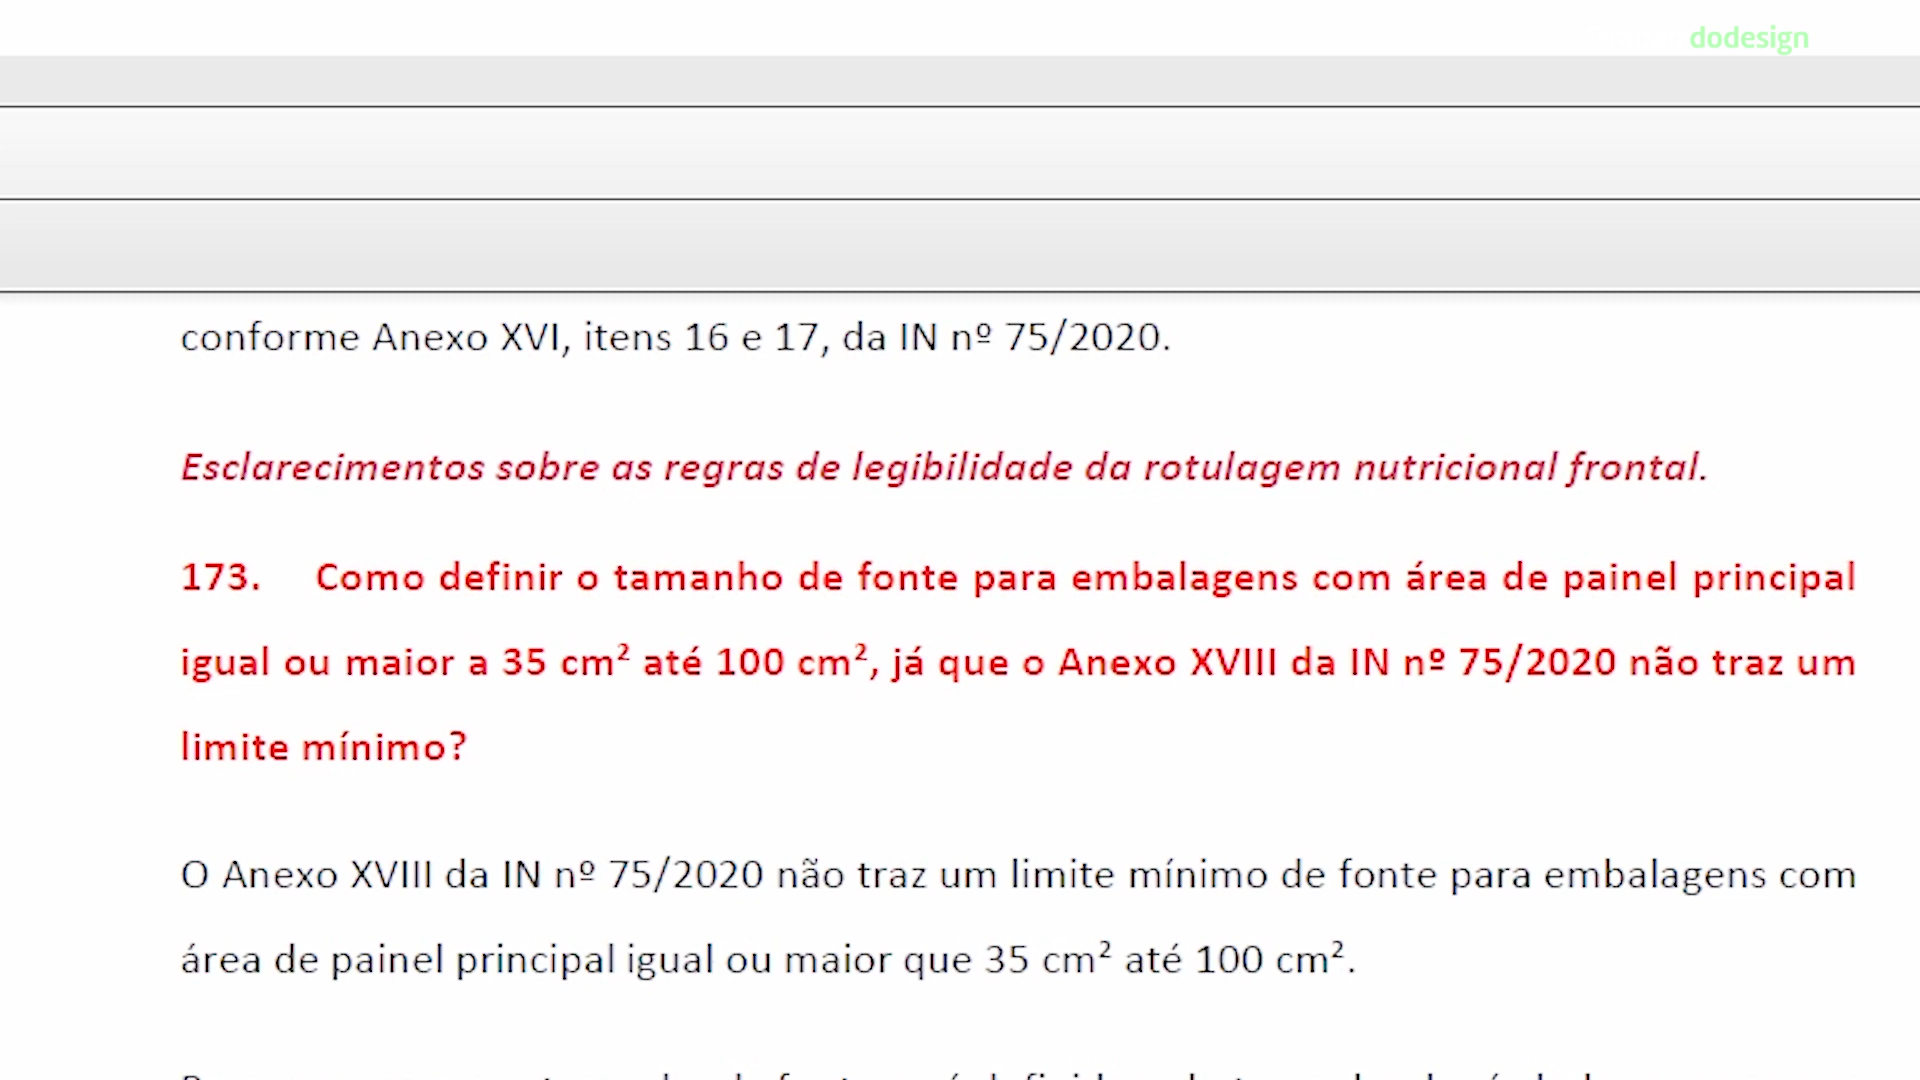 dodesign
conforme Anexo XVI, itens 16 e 17, da IN nº 75/2020.
Esclarecimentos sobre as regras de legibilidade da rotulagem nutricional frontal.
173. Como definir o tamanho de fonte para embalagens com área de painel principal
igual ou maior a 35 cm² até 100 cm², já que o Anexo XVIII da IN nº 75/2020 não traz um
limite mínimo?
O Anexo XVIII da IN nº 75/2020 não traz um limite mínimo de fonte para embalagens com
área de painel principal igual ou maior que 35 cm² até 100 cm².